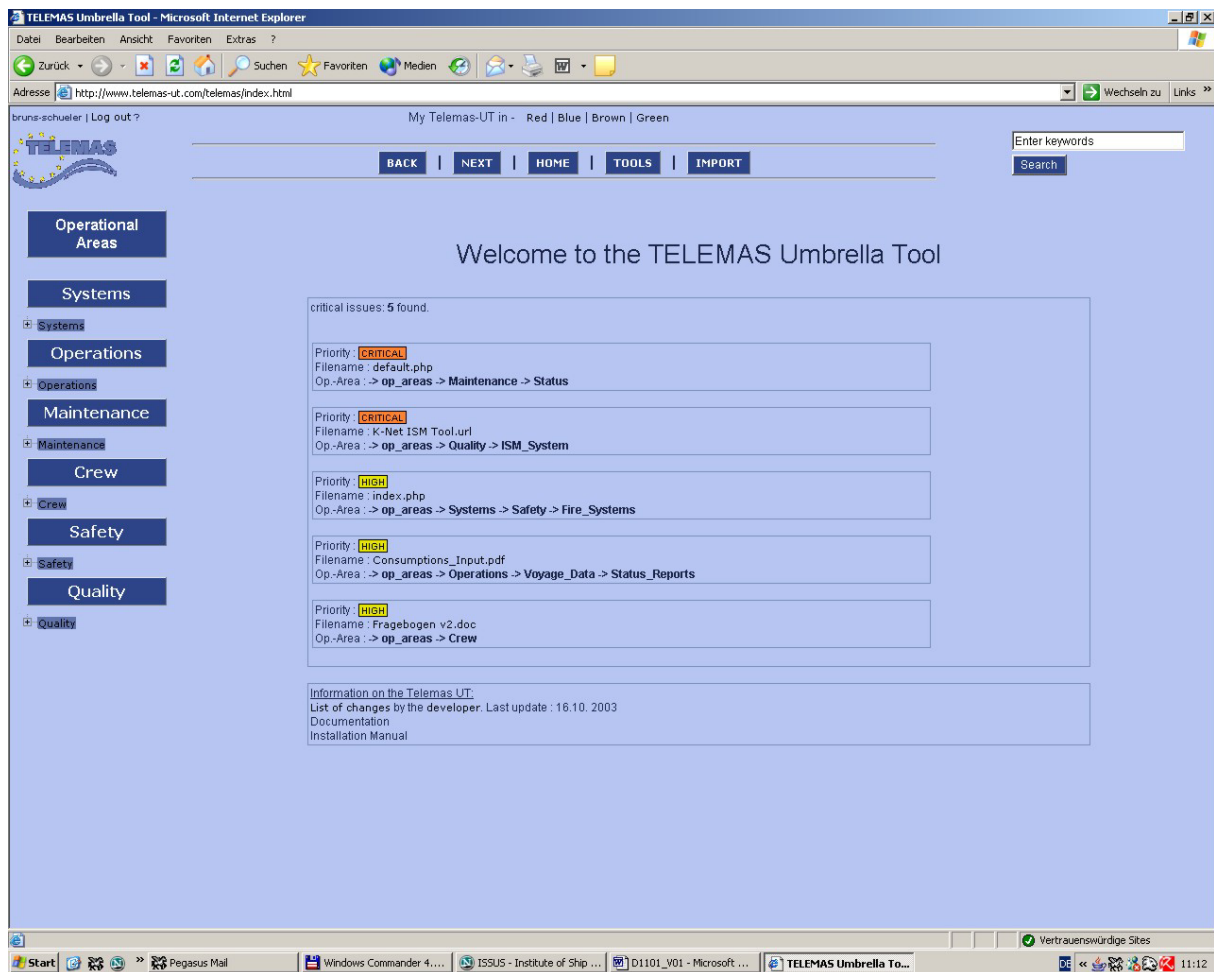 TELEMAS Umbrella Tool - Microsoft Internet Explorer
Datei Bearbeiten Ansicht Favoriten Extras ?
Zurück Suchen Favoriten Medien
Adresse http://www.telemas-ut.com/telemas/index.html Wechseln zu Links »
bruns-schueler | Log out ? My Telemas-UT in - Red | Blue | Brown | Green
TELEMAS
BACK | NEXT | HOME | TOOLS | IMPORT
Enter keywords
Search
Operational
Areas
Systems
Systems
Operations
Operations
Maintenance
Maintenance
Crew
Crew
Safety
Safety
Quality
Quality
Welcome to the TELEMAS Umbrella Tool
critical issues: 5 found.
Priority : CRITICAL
Filename : default.php
Op.-Area : -> op_areas -> Maintenance -> Status
Priority : CRITICAL
Filename : K-Net ISM Tool.url
Op.-Area : -> op_areas -> Quality -> ISM_System
Priority : HIGH
Filename : index.php
Op.-Area : -> op_areas -> Systems -> Safety -> Fire_Systems
Priority : HIGH
Filename : Consumptions_Input.pdf
Op.-Area : -> op_areas -> Operations -> Voyage_Data -> Status_Reports
Priority : HIGH
Filename : Fragebogen v2.doc
Op.-Area : -> op_areas -> Crew
Information on the Telemas UT:
List of changes by the developer. Last update : 16.10. 2003
Documentation
Installation Manual
Vertrauenswürdige Sites
Start » Pegasus Mail Windows Commander 4.... ISSUS - Institute of Ship ... D1101_V01 - Microsoft ... TELEMAS Umbrella To... DE « 11:12